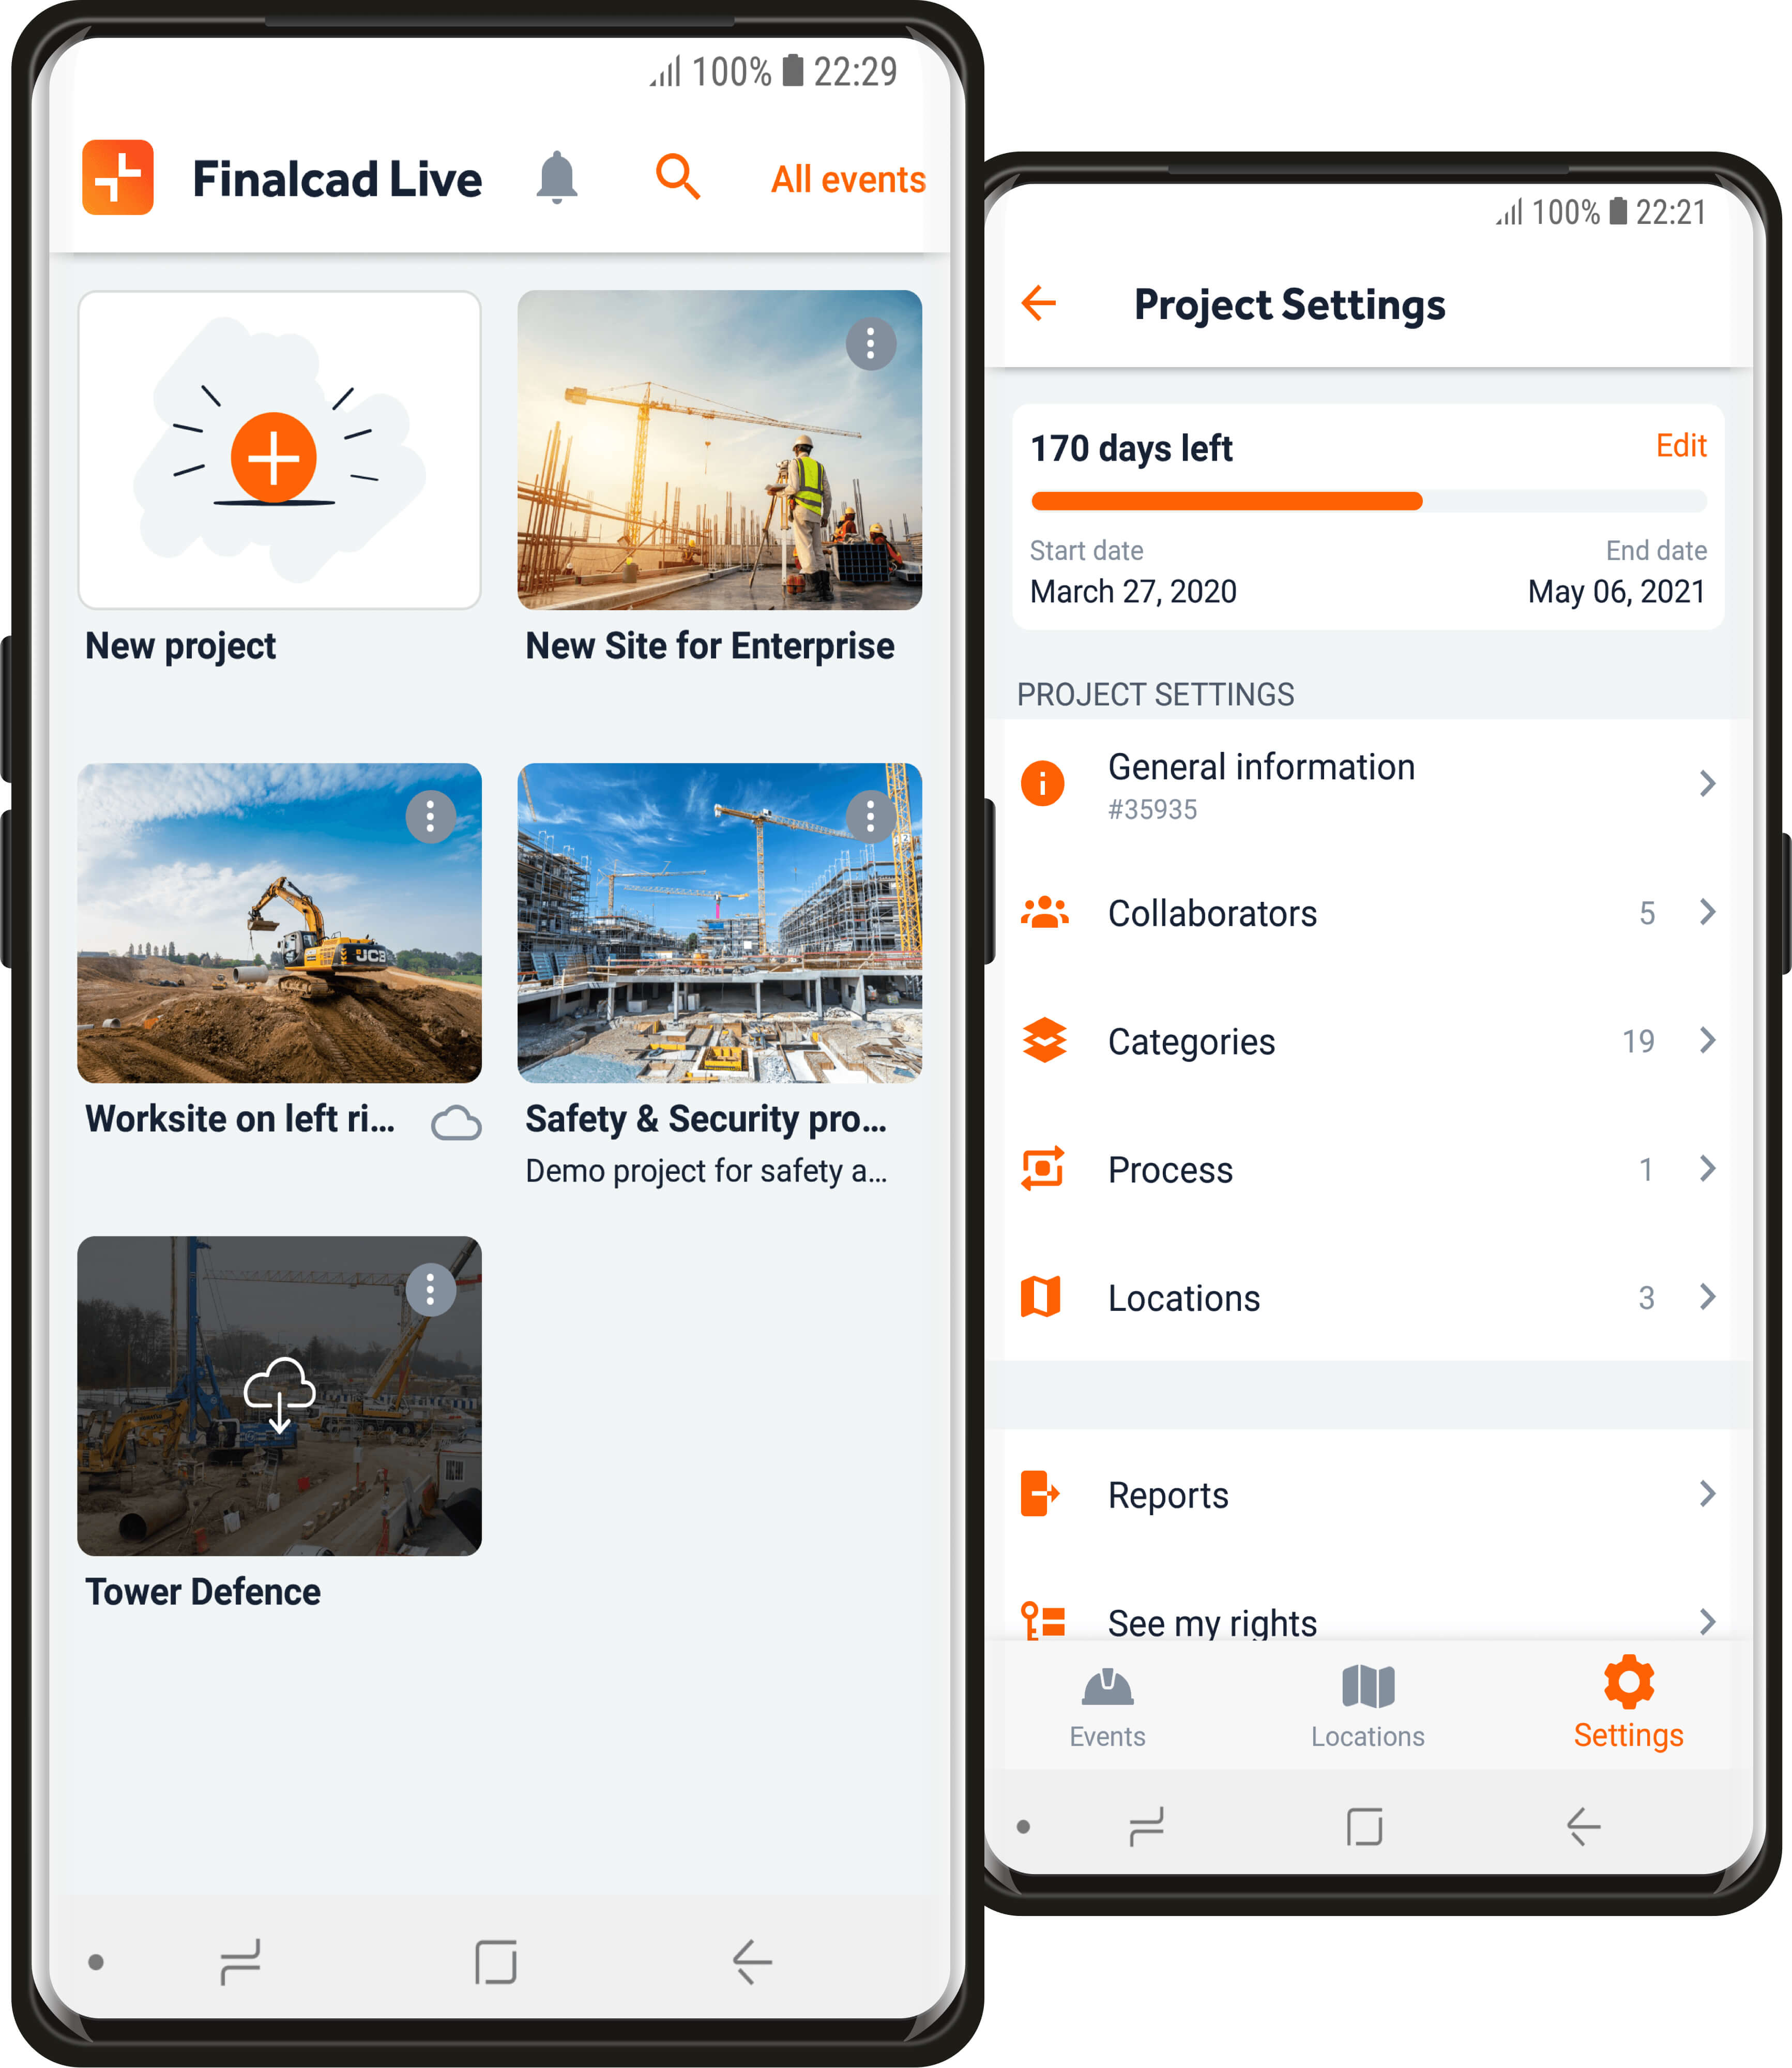 100% 22:29
Finalcad Live
All events
New project
New Site for Enterprise
JCB
Worksite on left ri...
Safety & Security pro...
Demo project for safety a...
Tower Defence
100% 22:21
Project Settings
170 days left
Edit
Start date
End date
March 27, 2020
May 06, 2021
PROJECT SETTINGS
General information
#35935
Collaborators
5
Categories
19
Process
1
Locations
3
Reports
See my rights
Events
Locations
Settings